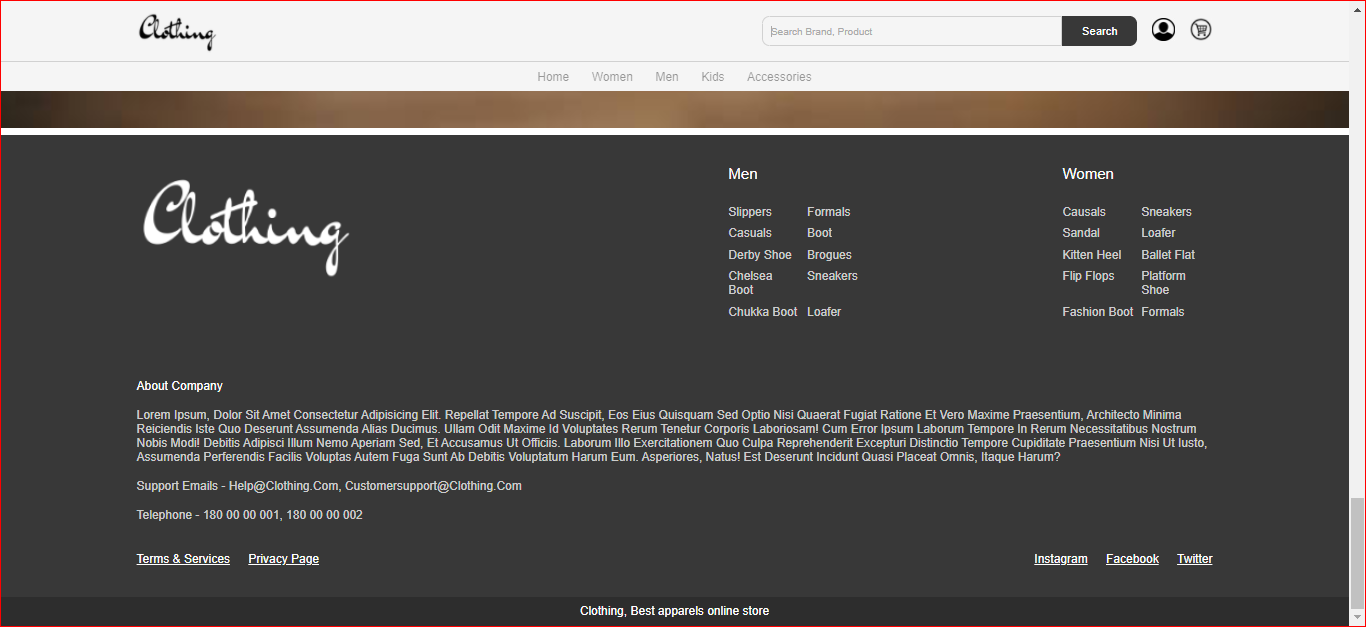 Clothing
Search Brand, Product
Search
Home Women Men Kids Accessories
Clothing
Men
Slippers Formals
Casuals Boot
Derby Shoe Brogues
Chelsea Boot Sneakers
Chukka Boot Loafer
Women
Causals Sneakers
Sandal Loafer
Kitten Heel Ballet Flat
Flip Flops Platform Shoe
Fashion Boot Formals
About Company
Lorem Ipsum, Dolor Sit Amet Consectetur Adipisicing Elit. Repellat Tempore Ad Suscipit, Eos Eius Quisquam Sed Optio Nisi Quaerat Fugiat Ratione Et Vero Maxime Praesentium, Architecto Minima
Reiciendis Iste Quo Deserunt Assumenda Alias Ducimus. Ullam Odit Maxime Id Voluptates Rerum Tenetur Corporis Laboriosam! Cum Error Ipsum Laborum Tempore In Rerum Necessitatibus Nostrum
Nobis Modi! Debitis Adipisci Illum Nemo Aperiam Sed, Et Accusamus Ut Officiis. Laborum Illo Exercitationem Quo Culpa Reprehenderit Excepturi Distinctio Tempore Cupiditate Praesentium Nisi Ut Iusto,
Assumenda Perferendis Facilis Voluptas Autem Fuga Sunt Ab Debitis Voluptatum Harum Eum. Asperiores, Natus! Est Deserunt Incidunt Quasi Placeat Omnis, Itaque Harum?
Support Emails - Help@Clothing.Com, Customersupport@Clothing.Com
Telephone - 180 00 00 001, 180 00 00 002
Terms & Services Privacy Page
Instagram Facebook Twitter
Clothing, Best apparels online store